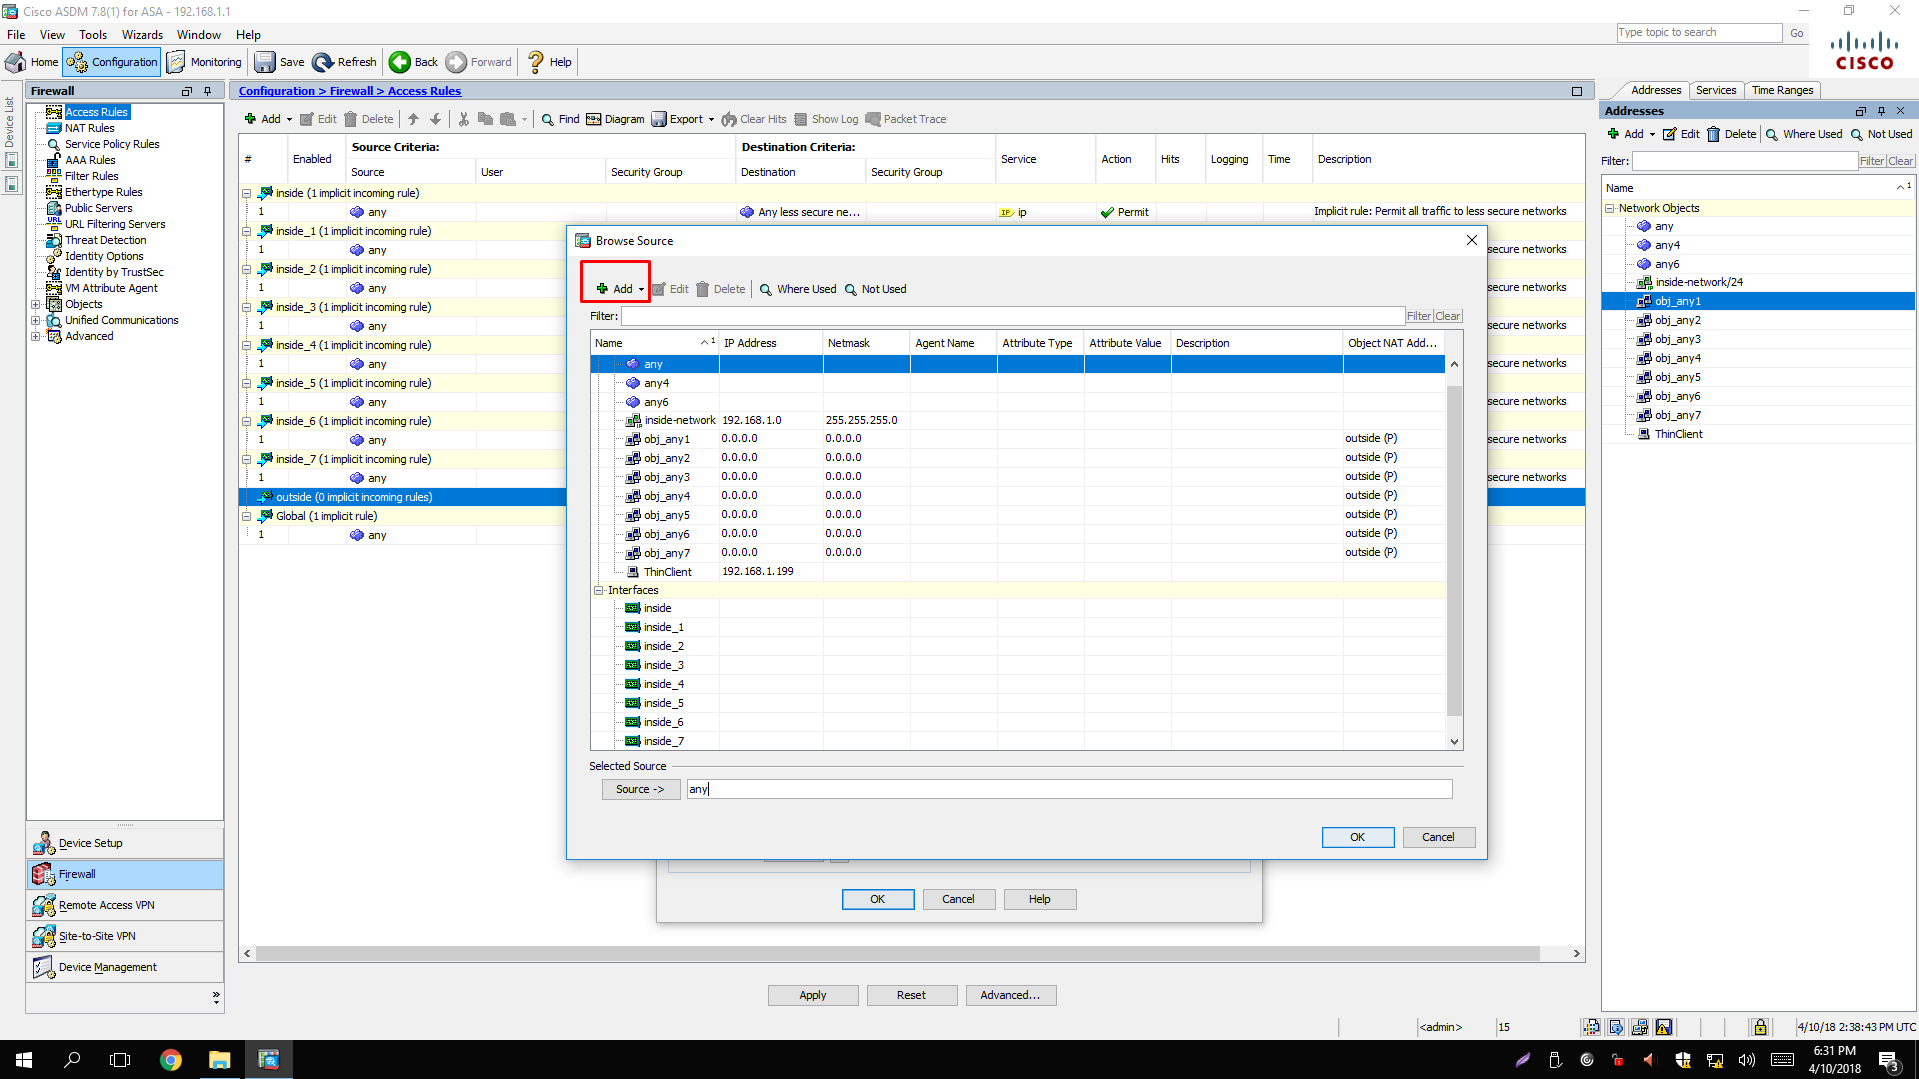 Cisco ASDM 7.8(1) for ASA - 192.168.1.1
File View Tools Wizards Window Help
Type topic to search Go
Home Configuration Monitoring Save Refresh Back Forward Help
CISCO
Device List
Firewall
Access Rules
NAT Rules
Service Policy Rules
AAA Rules
Filter Rules
Ethertype Rules
Public Servers
URL Filtering Servers
Threat Detection
Identity Options
Identity by TrustSec
VM Attribute Agent
Objects
Unified Communications
Advanced
Device Setup
Firewall
Remote Access VPN
Site-to-Site VPN
Device Management
Configuration > Firewall > Access Rules
Add Edit Delete Find Diagram Export Clear Hits Show Log Packet Trace
# Enabled Source Criteria: Destination Criteria: Service Action Hits Logging Time Description
Source User Security Group Destination Security Group
inside (1 implicit incoming rule)
1 any Any less secure ne... IP ip Permit Implicit rule: Permit all traffic to less secure networks
inside_1 (1 implicit incoming rule)
1 any secure networks
inside_2 (1 implicit incoming rule)
1 any secure networks
inside_3 (1 implicit incoming rule)
1 any secure networks
inside_4 (1 implicit incoming rule)
1 any secure networks
inside_5 (1 implicit incoming rule)
1 any secure networks
inside_6 (1 implicit incoming rule)
1 any secure networks
inside_7 (1 implicit incoming rule)
1 any secure networks
outside (0 implicit incoming rules)
Global (1 implicit rule)
1 any
Browse Source
Add Edit Delete Where Used Not Used
Filter: Filter Clear
Name 1 IP Address Netmask Agent Name Attribute Type Attribute Value Description Object NAT Add...
any
any4
any6
inside-network 192.168.1.0 255.255.255.0
obj_any1 0.0.0.0 0.0.0.0 outside (P)
obj_any2 0.0.0.0 0.0.0.0 outside (P)
obj_any3 0.0.0.0 0.0.0.0 outside (P)
obj_any4 0.0.0.0 0.0.0.0 outside (P)
obj_any5 0.0.0.0 0.0.0.0 outside (P)
obj_any6 0.0.0.0 0.0.0.0 outside (P)
obj_any7 0.0.0.0 0.0.0.0 outside (P)
ThinClient 192.168.1.199
Interfaces
inside
inside_1
inside_2
inside_3
inside_4
inside_5
inside_6
inside_7
Selected Source
Source -> any
OK Cancel
OK Cancel Help
Apply Reset Advanced...
Addresses Services Time Ranges
Addresses
Add Edit Delete Where Used Not Used
Filter: Filter Clear
Name 1
Network Objects
any
any4
any6
inside-network/24
obj_any1
obj_any2
obj_any3
obj_any4
obj_any5
obj_any6
obj_any7
ThinClient
<admin> 15 4/10/18 2:38:43 PM UTC
6:31 PM
4/10/2018
3